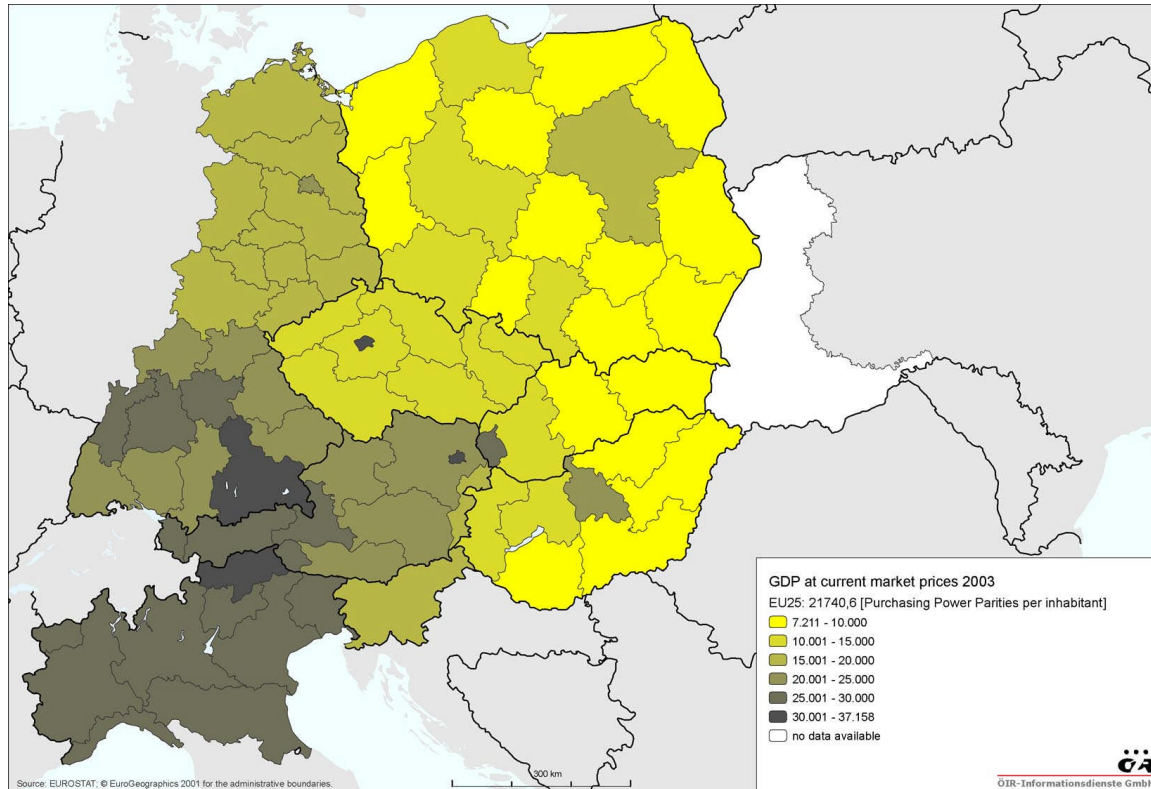 GDP at current market prices 2003
EU25: 21740,6 [Purchasing Power Parities per inhabitant]
7.211 - 10.000
10.001 - 15.000
15.001 - 20.000
20.001 - 25.000
25.001 - 30.000
30.001 - 37.158
no data available
300 km
Source: EUROSTAT; © EuroGeographics 2001 for the administrative boundaries.
ÖIR
ÖIR-Informationsdienste GmbH